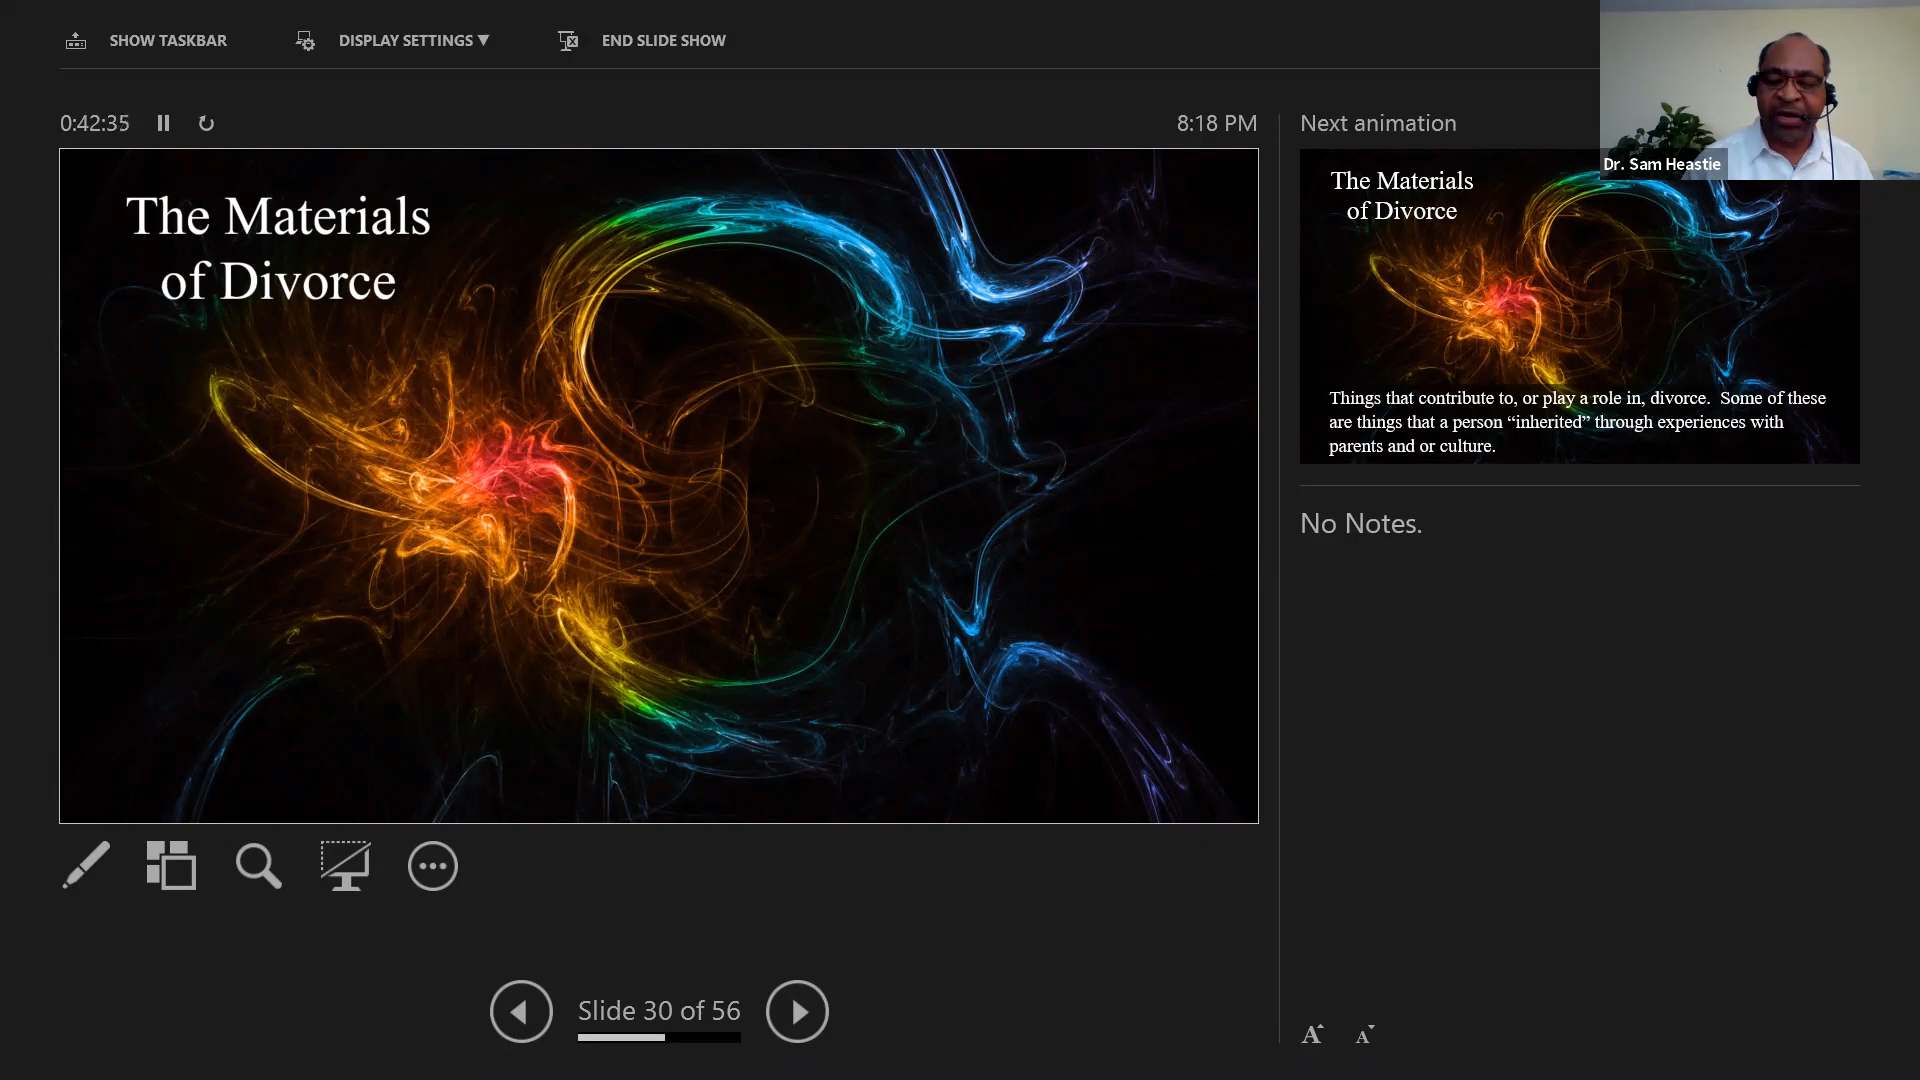 SHOW TASKBAR
DISPLAY SETTINGS
END SLIDE SHOW
0:42:35
8:18 PM
The Materials
of Divorce
Next animation
Dr. Sam Heastie
The Materials
of Divorce
Things that contribute to, or play a role in, divorce. Some of these
are things that a person “inherited” through experiences with
parents and or culture.
No Notes.
Slide 30 of 56
A
A